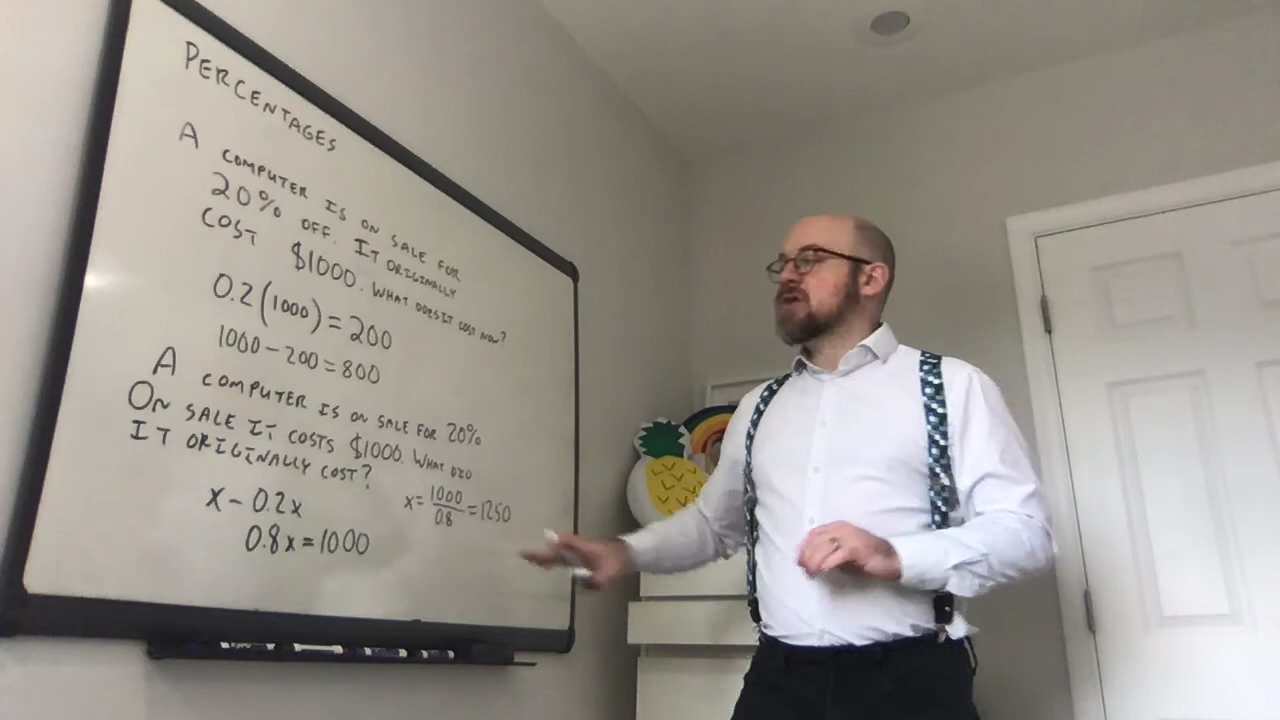 PERCENTAGES
A COMPUTER IS ON SALE FOR
20% OFF. IT ORIGINALLY
COST $1000. WHAT DOES IT COST NOW?
0.2(1000)=200
1000-200=800
A COMPUTER IS ON SALE FOR 20%
ON SALE IT COSTS $1000. WHAT DID
IT ORIGINALLY COST?
x-0.2x
0.8x=1000
x=1000/0.8=1250